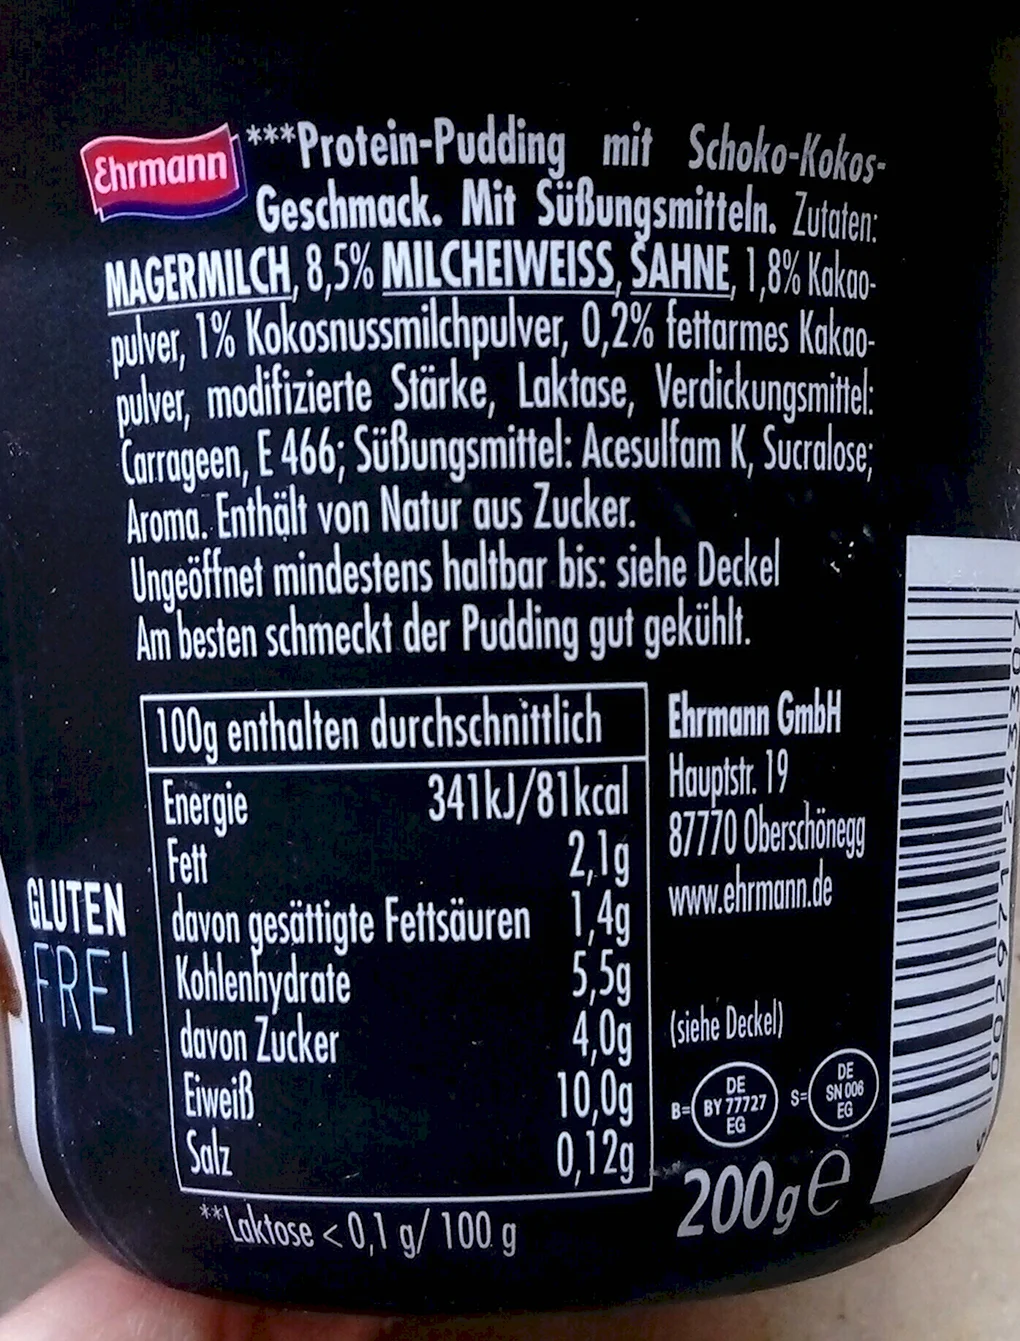 Ehrmann
***Protein-Pudding mit Schoko-Kokos-
Geschmack. Mit Süßungsmitteln. Zutaten:
MAGERMILCH, 8,5% MILCHEIWEISS, SAHNE, 1,8% Kakao-
pulver, 1% Kokosnussmilchpulver, 0,2% fettarmes Kakao-
pulver, modifizierte Stärke, Laktase, Verdickungsmittel:
Carrageen, E 466; Süßungsmittel: Acesulfam K, Sucralose;
Aroma. Enthält von Natur aus Zucker.
Ungeöffnet mindestens haltbar bis: siehe Deckel
Am besten schmeckt der Pudding gut gekühlt.
GLUTEN
FREI
100g enthalten durchschnittlich
Energie 341kJ/81kcal
Fett 2,1g
davon gesättigte Fettsäuren 1,4g
Kohlenhydrate 5,5g
davon Zucker 4,0g
Eiweiß 10,0g
Salz 0,12g
**Laktose < 0,1 g/ 100 g
Ehrmann GmbH
Hauptstr. 19
87770 Oberschönegg
www.ehrmann.de
(siehe Deckel)
B= DE BY 77727 EG
S= DE SN 006 EG
200g e